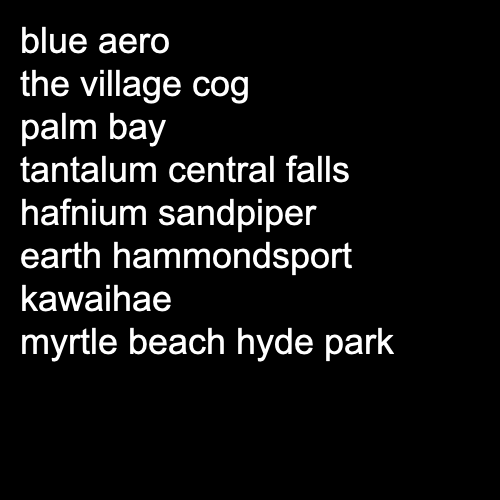 blue aero
the village cog
palm bay
tantalum central falls
hafnium sandpiper
earth hammondsport
kawaihae
myrtle beach hyde park